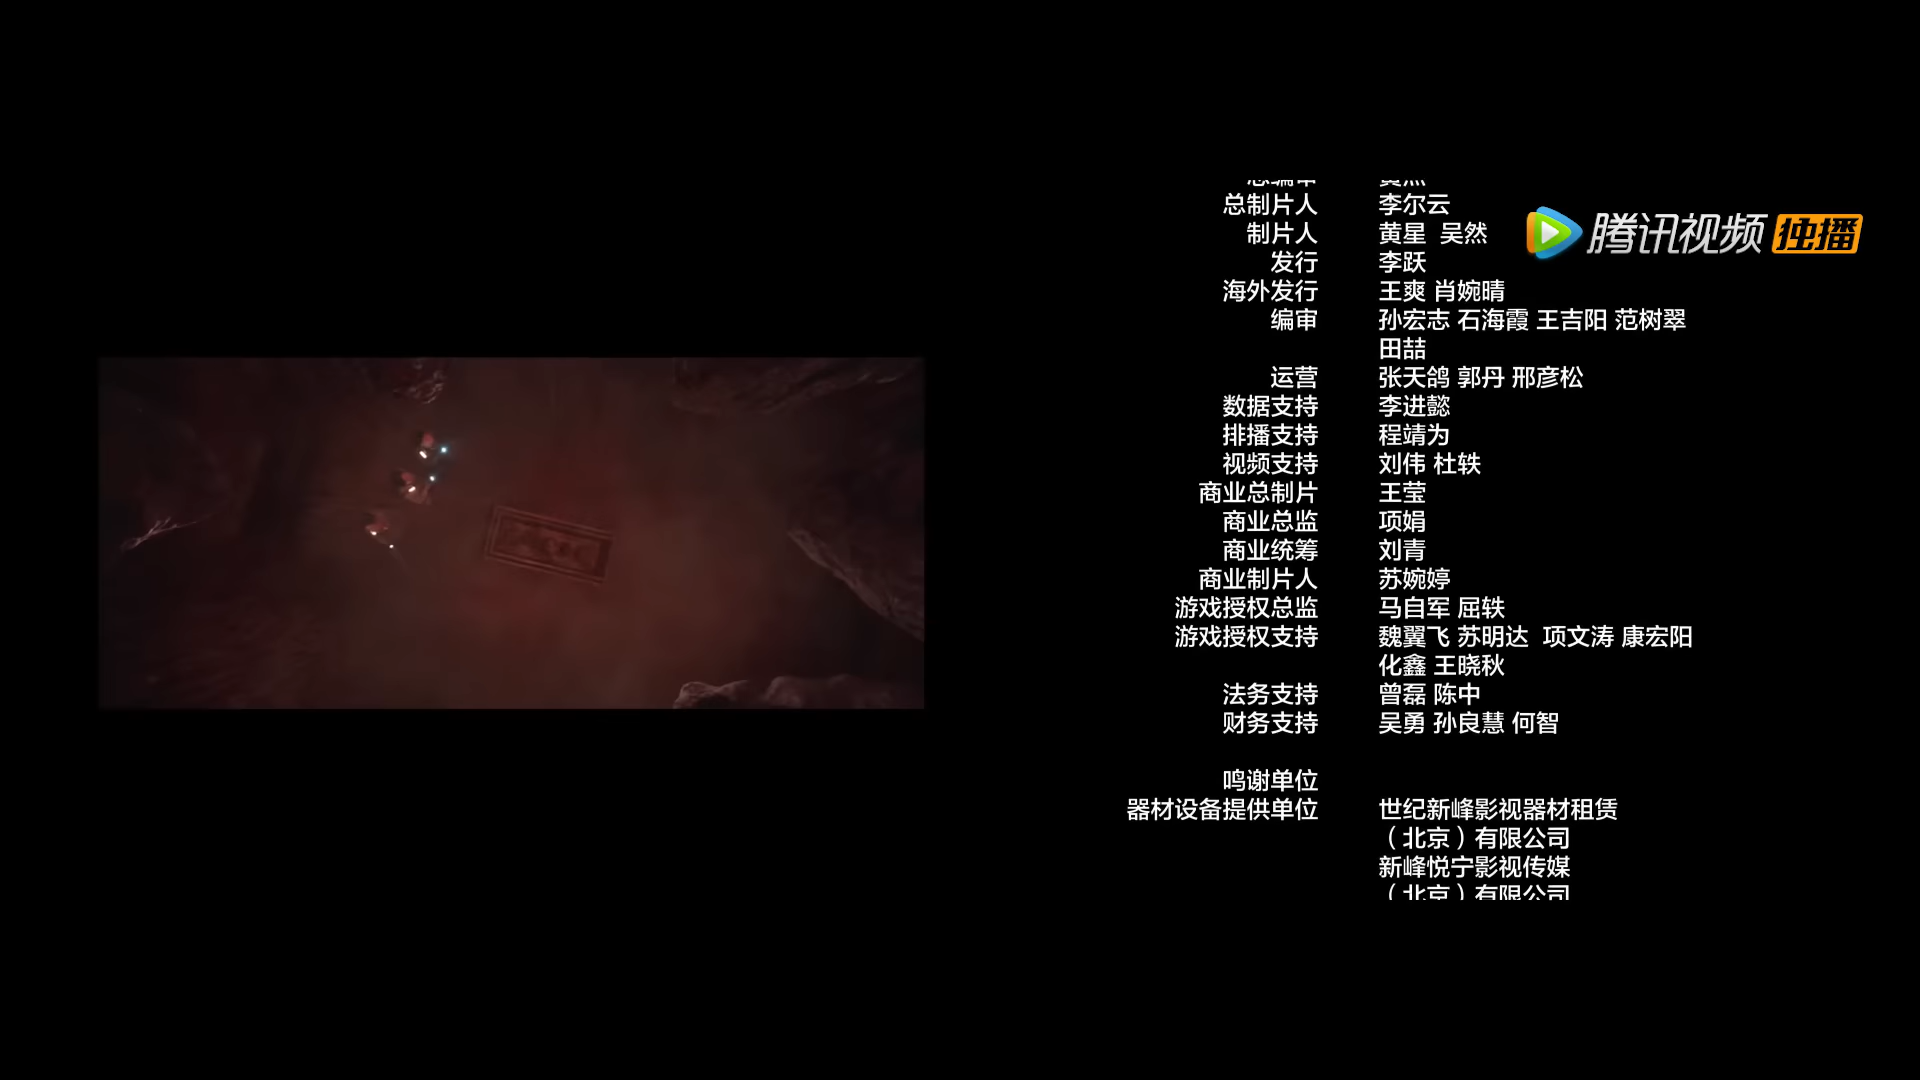 总制片人 李尔云
制片人 黄星 吴然
腾讯视频 独播
发行 李跃
海外发行 王爽 肖婉晴
编审 孙宏志 石海霞 王吉阳 范树翠
田喆
运营 张天鸽 郭丹 邢彦松
数据支持 李进懿
排播支持 程靖为
视频支持 刘伟 杜轶
商业总制片 王莹
商业总监 项娟
商业统筹 刘青
商业制片人 苏婉婷
游戏授权总监 马自军 屈轶
游戏授权支持 魏翼飞 苏明达 项文涛 康宏阳
化鑫 王晓秋
法务支持 曾磊 陈中
财务支持 吴勇 孙良慧 何智
鸣谢单位
器材设备提供单位 世纪新峰影视器材租赁
（北京）有限公司
新峰悦宁影视传媒
（北京）有限公司